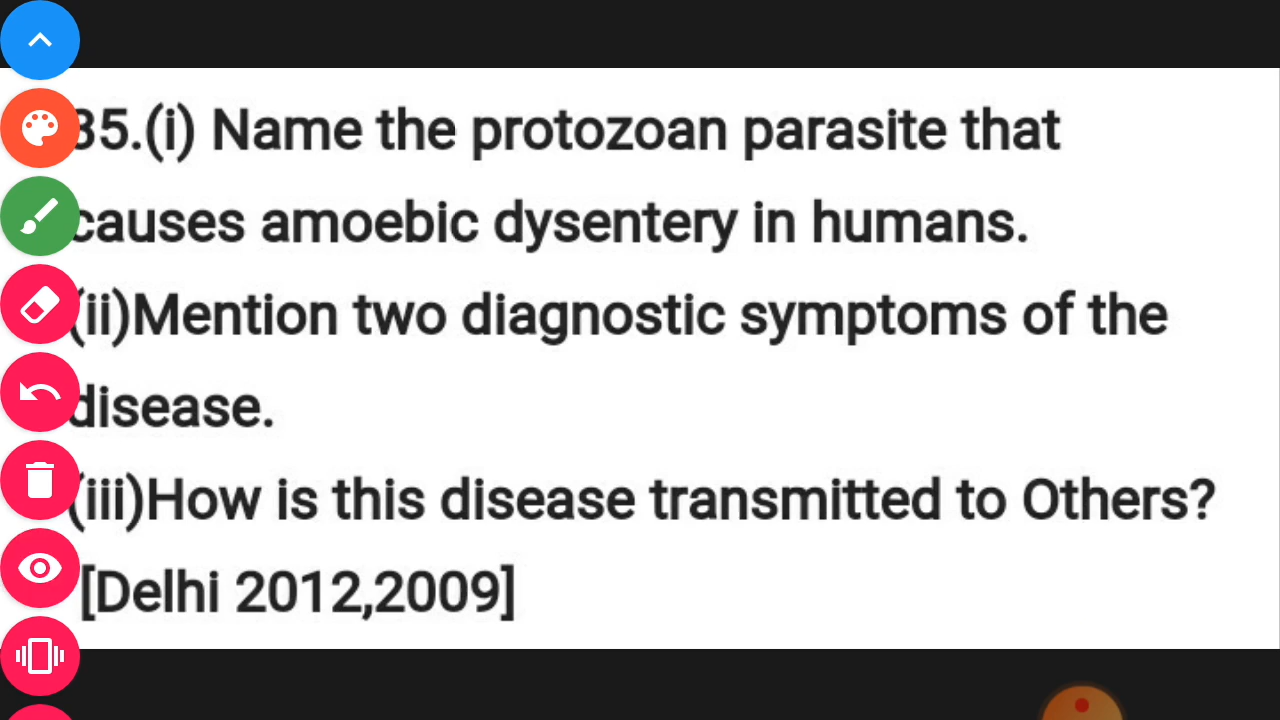 35.(i) Name the protozoan parasite that
causes amoebic dysentery in humans.
(ii)Mention two diagnostic symptoms of the
disease.
(iii)How is this disease transmitted to Others?
[Delhi 2012,2009]